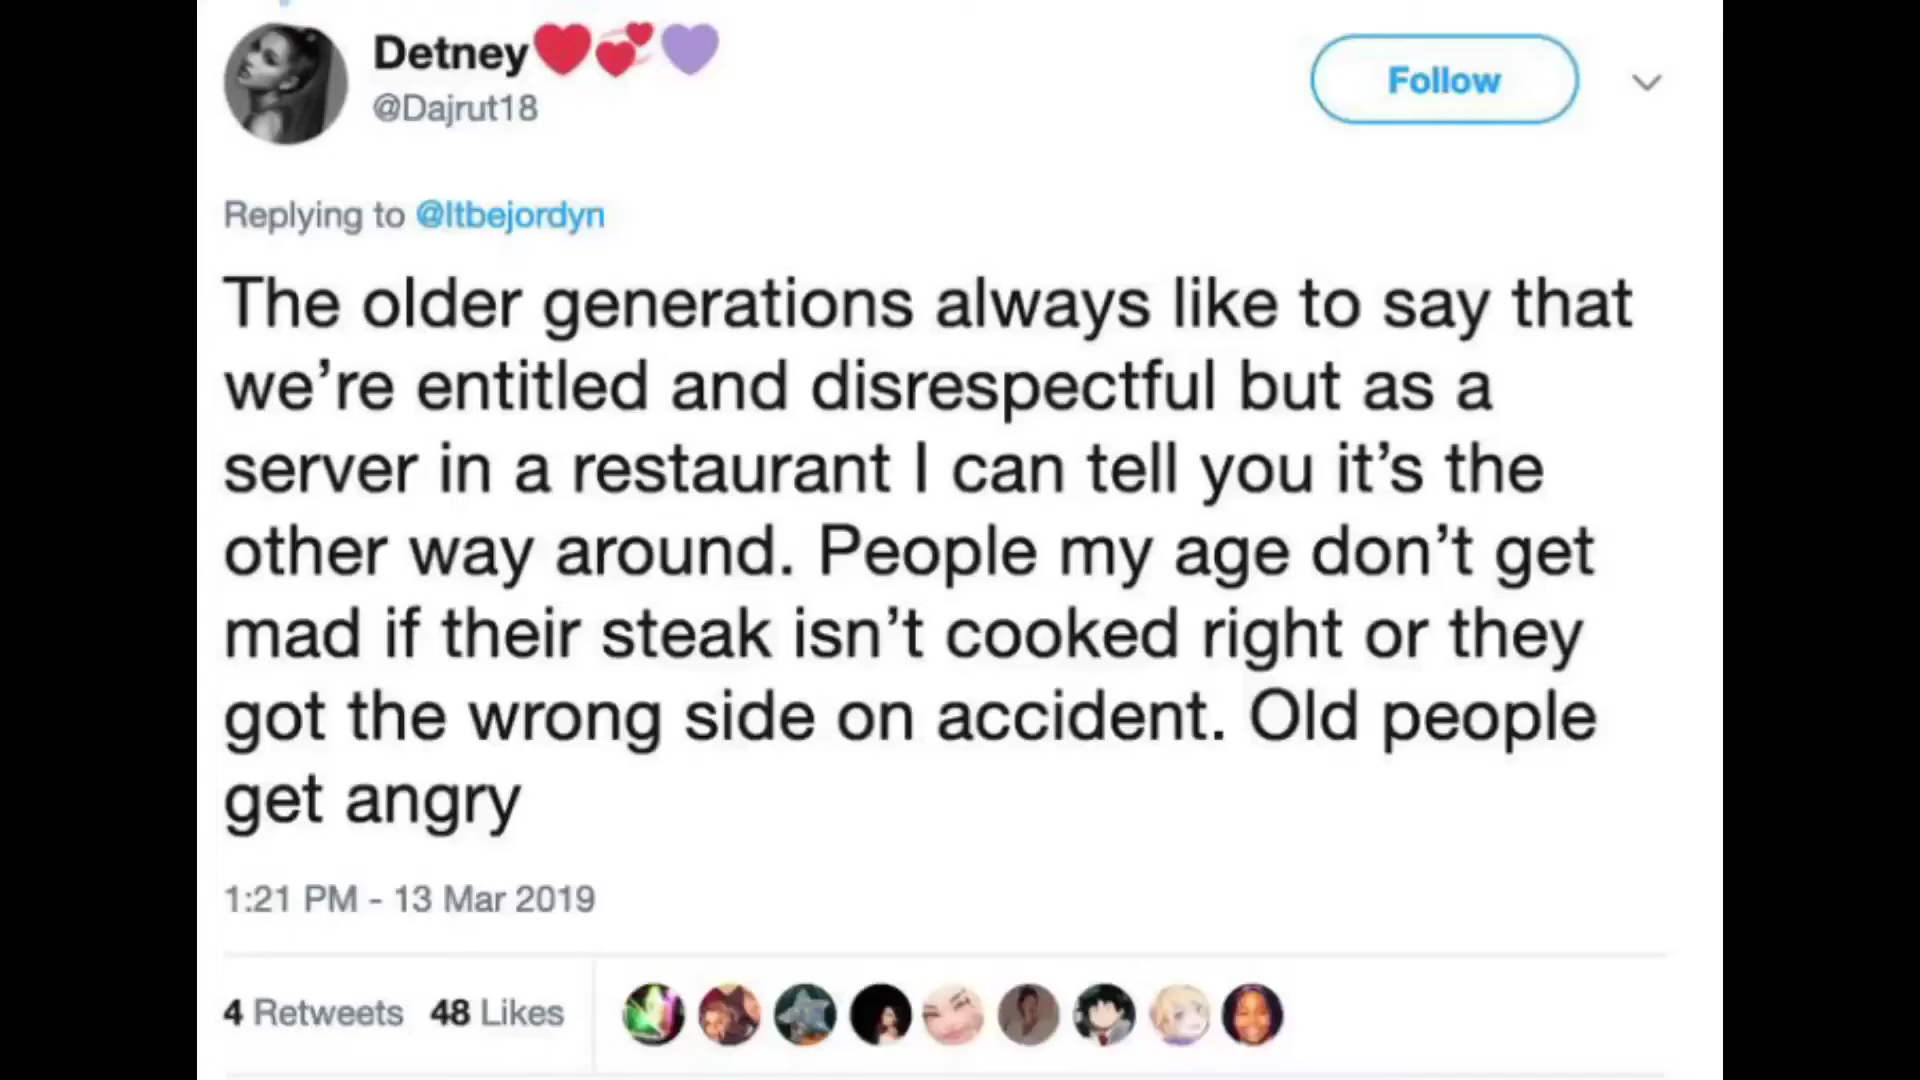 Detney
@Dajrut18
Follow
Replying to @Itbejordyn
The older generations always like to say that
we’re entitled and disrespectful but as a
server in a restaurant I can tell you it’s the
other way around. People my age don’t get
mad if their steak isn’t cooked right or they
got the wrong side on accident. Old people
get angry
1:21 PM - 13 Mar 2019
4 Retweets 48 Likes